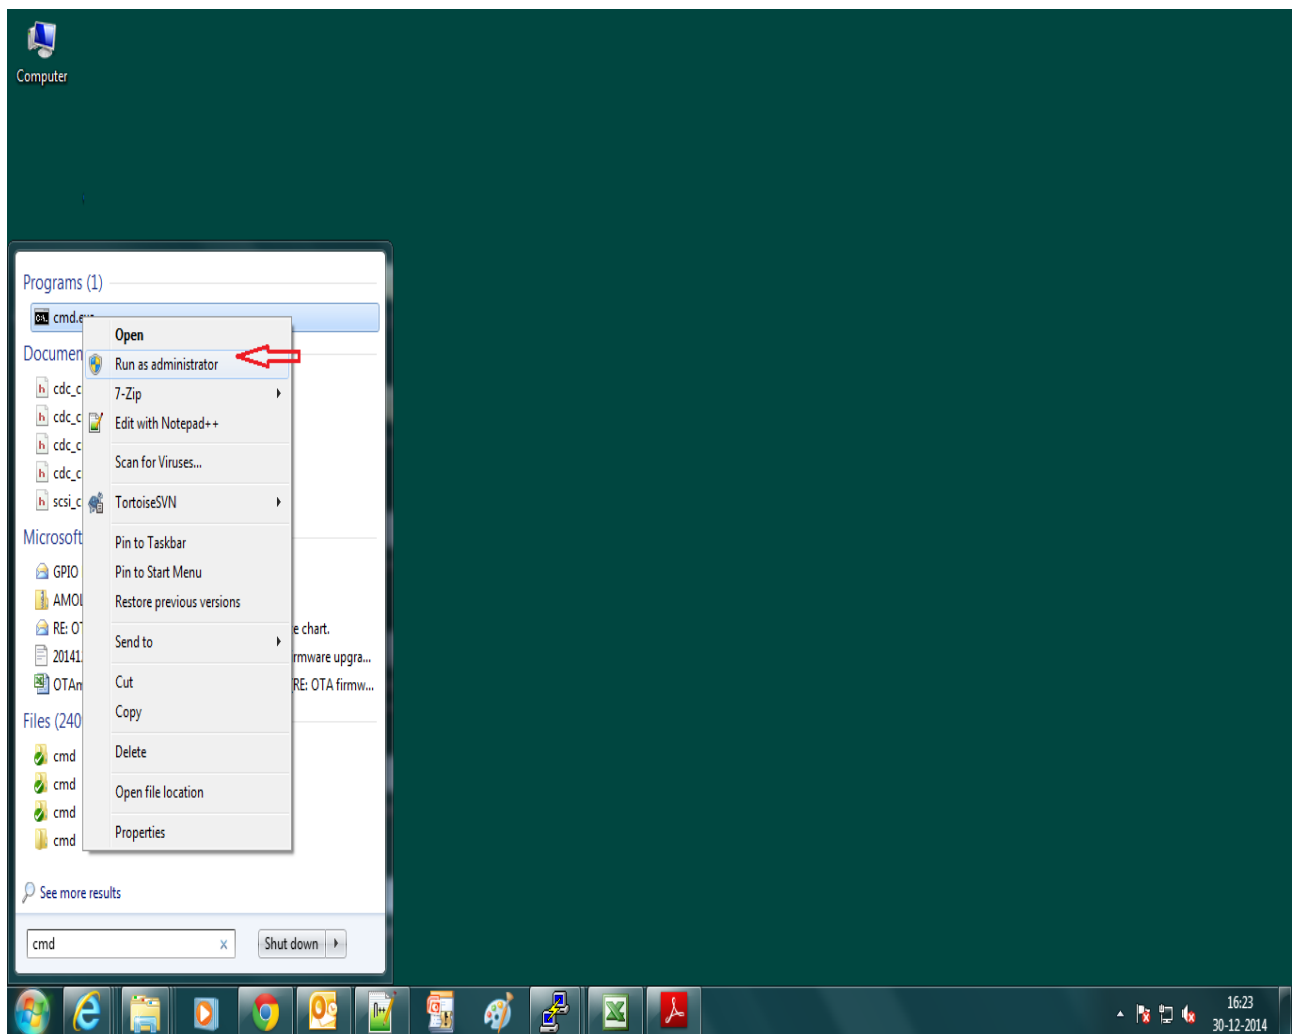 Computer
Programs (1)
cmd.e
Open
Documen
Run as administrator
cdc_c
7-Zip
cdc_c
Edit with Notepad++
cdc_c
Scan for Viruses...
cdc_c
scsi_c
TortoiseSVN
Microsoft
Pin to Taskbar
GPIO
Pin to Start Menu
AMOL
Restore previous versions
RE: OT
e chart.
Send to
20141
rmware upgra...
OTAn
Cut
RE: OTA firmw...
Files (240
Copy
cmd
Delete
cmd
Open file location
cmd
Properties
cmd
See more results
cmd
Shut down
16:23
30-12-2014